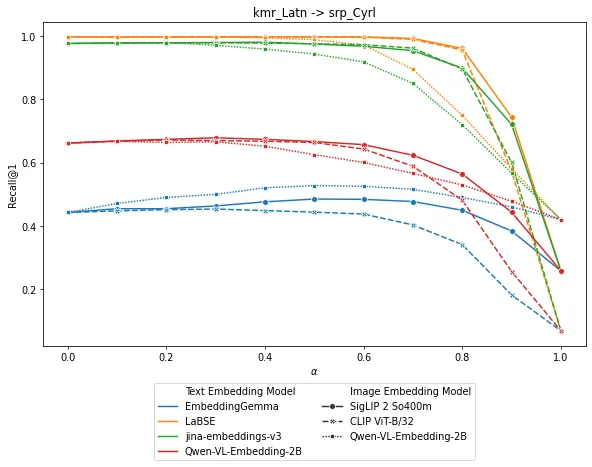 kmr_Latn -> srp_Cyrl
Recall@1
1.0
0.8
0.6
0.4
0.2
0.0 0.2 0.4 0.6 0.8 1.0
α
Text Embedding Model
EmbeddingGemma
LaBSE
jina-embeddings-v3
Qwen-VL-Embedding-2B
Image Embedding Model
SigLIP 2 So400m
CLIP ViT-B/32
Qwen-VL-Embedding-2B